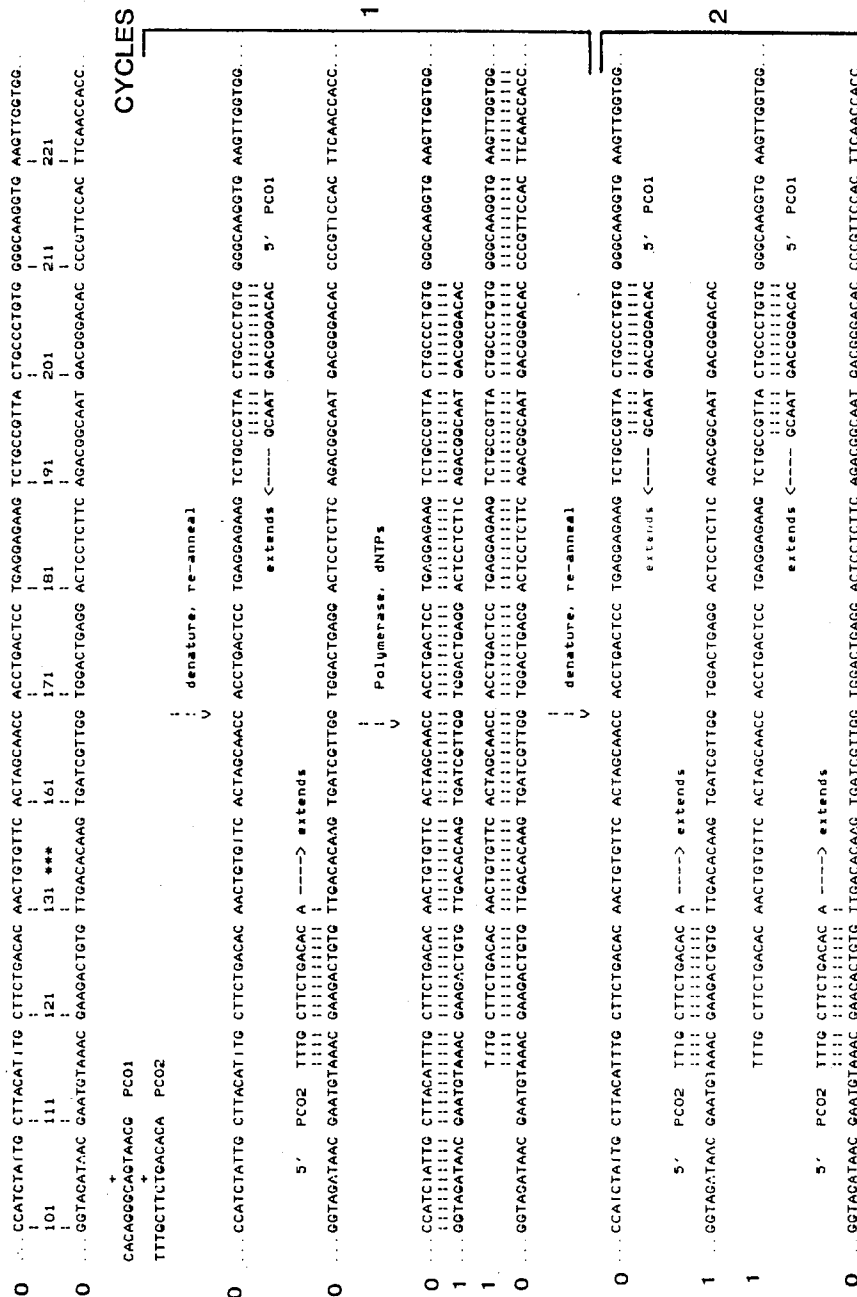 CYCLES
0 ...CCATCTATTG CTTACATTTG CTTCTGACAC AACTGTGTTC ACTAGCAACC ACCTGACTCC TGAGGAGAAG TCTGCCGTTA CTGCCCTGTG GGGCAAGGTG AAGTTGGTGG...
101 111 121 131 *** 161 171 181 191 201 211 221
0 ...GGTAGATAAC GAATGTAAAC GAAGACTGTG TTGACACAAG TGATCGTTGG TGGACTGAGG ACTCCTCTTC AGACGGCAAT GACGGGACAC CCCGTTCCAC TTCAACCACC...
CACAGGGCAGTAACG PCO1
+
TTTGCTTCTGACACA PCO2
+
denature, re-anneal
1
0 ...CCATCTATTG CTTACATTTG CTTCTGACAC AACTGTGTTC ACTAGCAACC ACCTGACTCC TGAGGAGAAG TCTGCCGTTA CTGCCCTGTG GGGCAAGGTG AAGTTGGTGG...
extends <---- GCAAT GACGGGACAC 5' PCO1
5' PCO2 TTTG CTTCTGACAC A ----> extends
0 ...GGTAGATAAC GAATGTAAAC GAAGACTGTG TTGACACAAG TGATCGTTGG TGGACTGAGG ACTCCTCTTC AGACGGCAAT GACGGGACAC CCCGTTCCAC TTCAACCACC...
Polymerase, dNTPs
0 ...CCATCTATTG CTTACATTTG CTTCTGACAC AACTGTGTTC ACTAGCAACC ACCTGACTCC TGAGGAGAAG TCTGCCGTTA CTGCCCTGTG GGGCAAGGTG AAGTTGGTGG...
1 ...GGTAGATAAC GAATGTAAAC GAAGACTGTG TTGACACAAG TGATCGTTGG TGGACTGAGG ACTCCTCTTC AGACGGCAAT GACGGGACAC
1 TTTG CTTCTGACAC AACTGTGTTC ACTAGCAACC ACCTGACTCC TGAGGAGAAG TCTGCCGTTA CTGCCCTGTG GGGCAAGGTG AAGTTGGTGG...
0 ...GGTAGATAAC GAATGTAAAC GAAGACTGTG TTGACACAAG TGATCGTTGG TGGACTGAGG ACTCCTCTTC AGACGGCAAT GACGGGACAC CCCGTTCCAC TTCAACCACC...
denature, re-anneal
2
0 ...CCATCTATTG CTTACATTTG CTTCTGACAC AACTGTGTTC ACTAGCAACC ACCTGACTCC TGAGGAGAAG TCTGCCGTTA CTGCCCTGTG GGGCAAGGTG AAGTTGGTGG...
extends <---- GCAAT GACGGGACAC 5' PCO1
5' PCO2 TTTG CTTCTGACAC A ----> extends
1 ...GGTAGATAAC GAATGTAAAC GAAGACTGTG TTGACACAAG TGATCGTTGG TGGACTGAGG ACTCCTCTTC AGACGGCAAT GACGGGACAC
1 TTTG CTTCTGACAC AACTGTGTTC ACTAGCAACC ACCTGACTCC TGAGGAGAAG TCTGCCGTTA CTGCCCTGTG GGGCAAGGTG AAGTTGGTGG...
extends <---- GCAAT GACGGGACAC 5' PCO1
5' PCO2 TTTG CTTCTGACAC A ----> extends
0 ...GGTAGATAAC GAATGTAAAC GAAGACTGTG TTGACACAAG TGATCGTTGG TGGACTGAGG ACTCCTCTTC AGACGGCAAT GACGGGACAC CCCGTTCCAC TTCAACCACC...